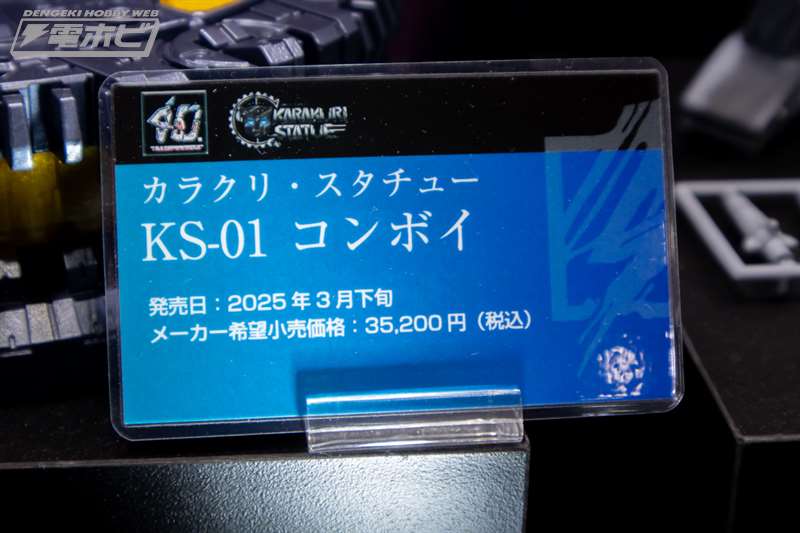 DENGEKI HOBBY WEB
電ホビ
40
TRANSFORMERS
KARAKURI
STATUE
カラクリ・スタチュー
KS-01 コンボイ
発売日：2025年3月下旬
メーカー希望小売価格：35,200円（税込）